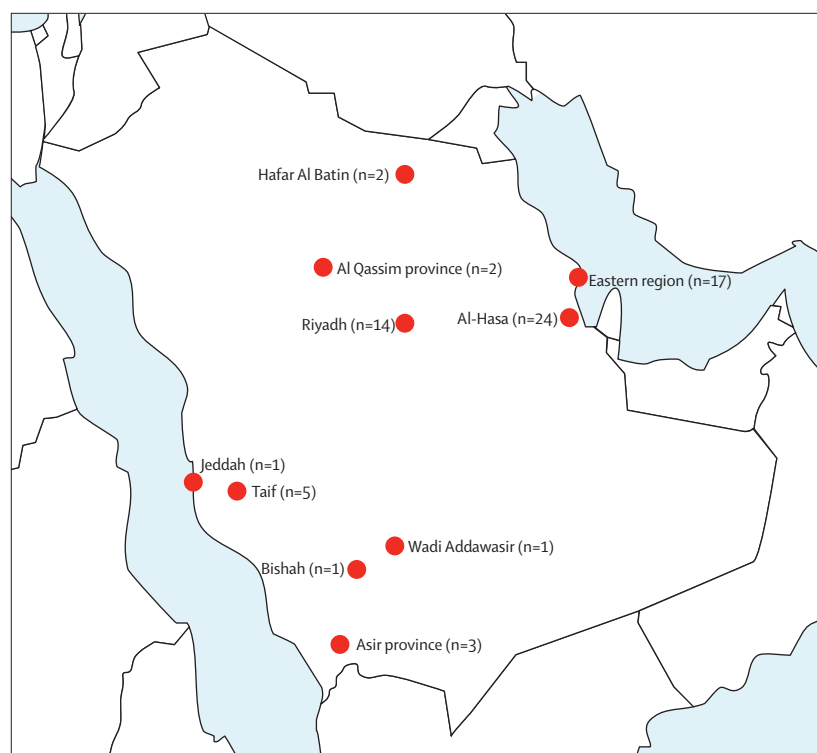 Hafar Al Batin (n=2)
Al Qassim province (n=2)
Eastern region (n=17)
Riyadh (n=14)
Al-Hasa (n=24)
Jeddah (n=1)
Taif (n=5)
Wadi Addawasir (n=1)
Bishah (n=1)
Asir province (n=3)